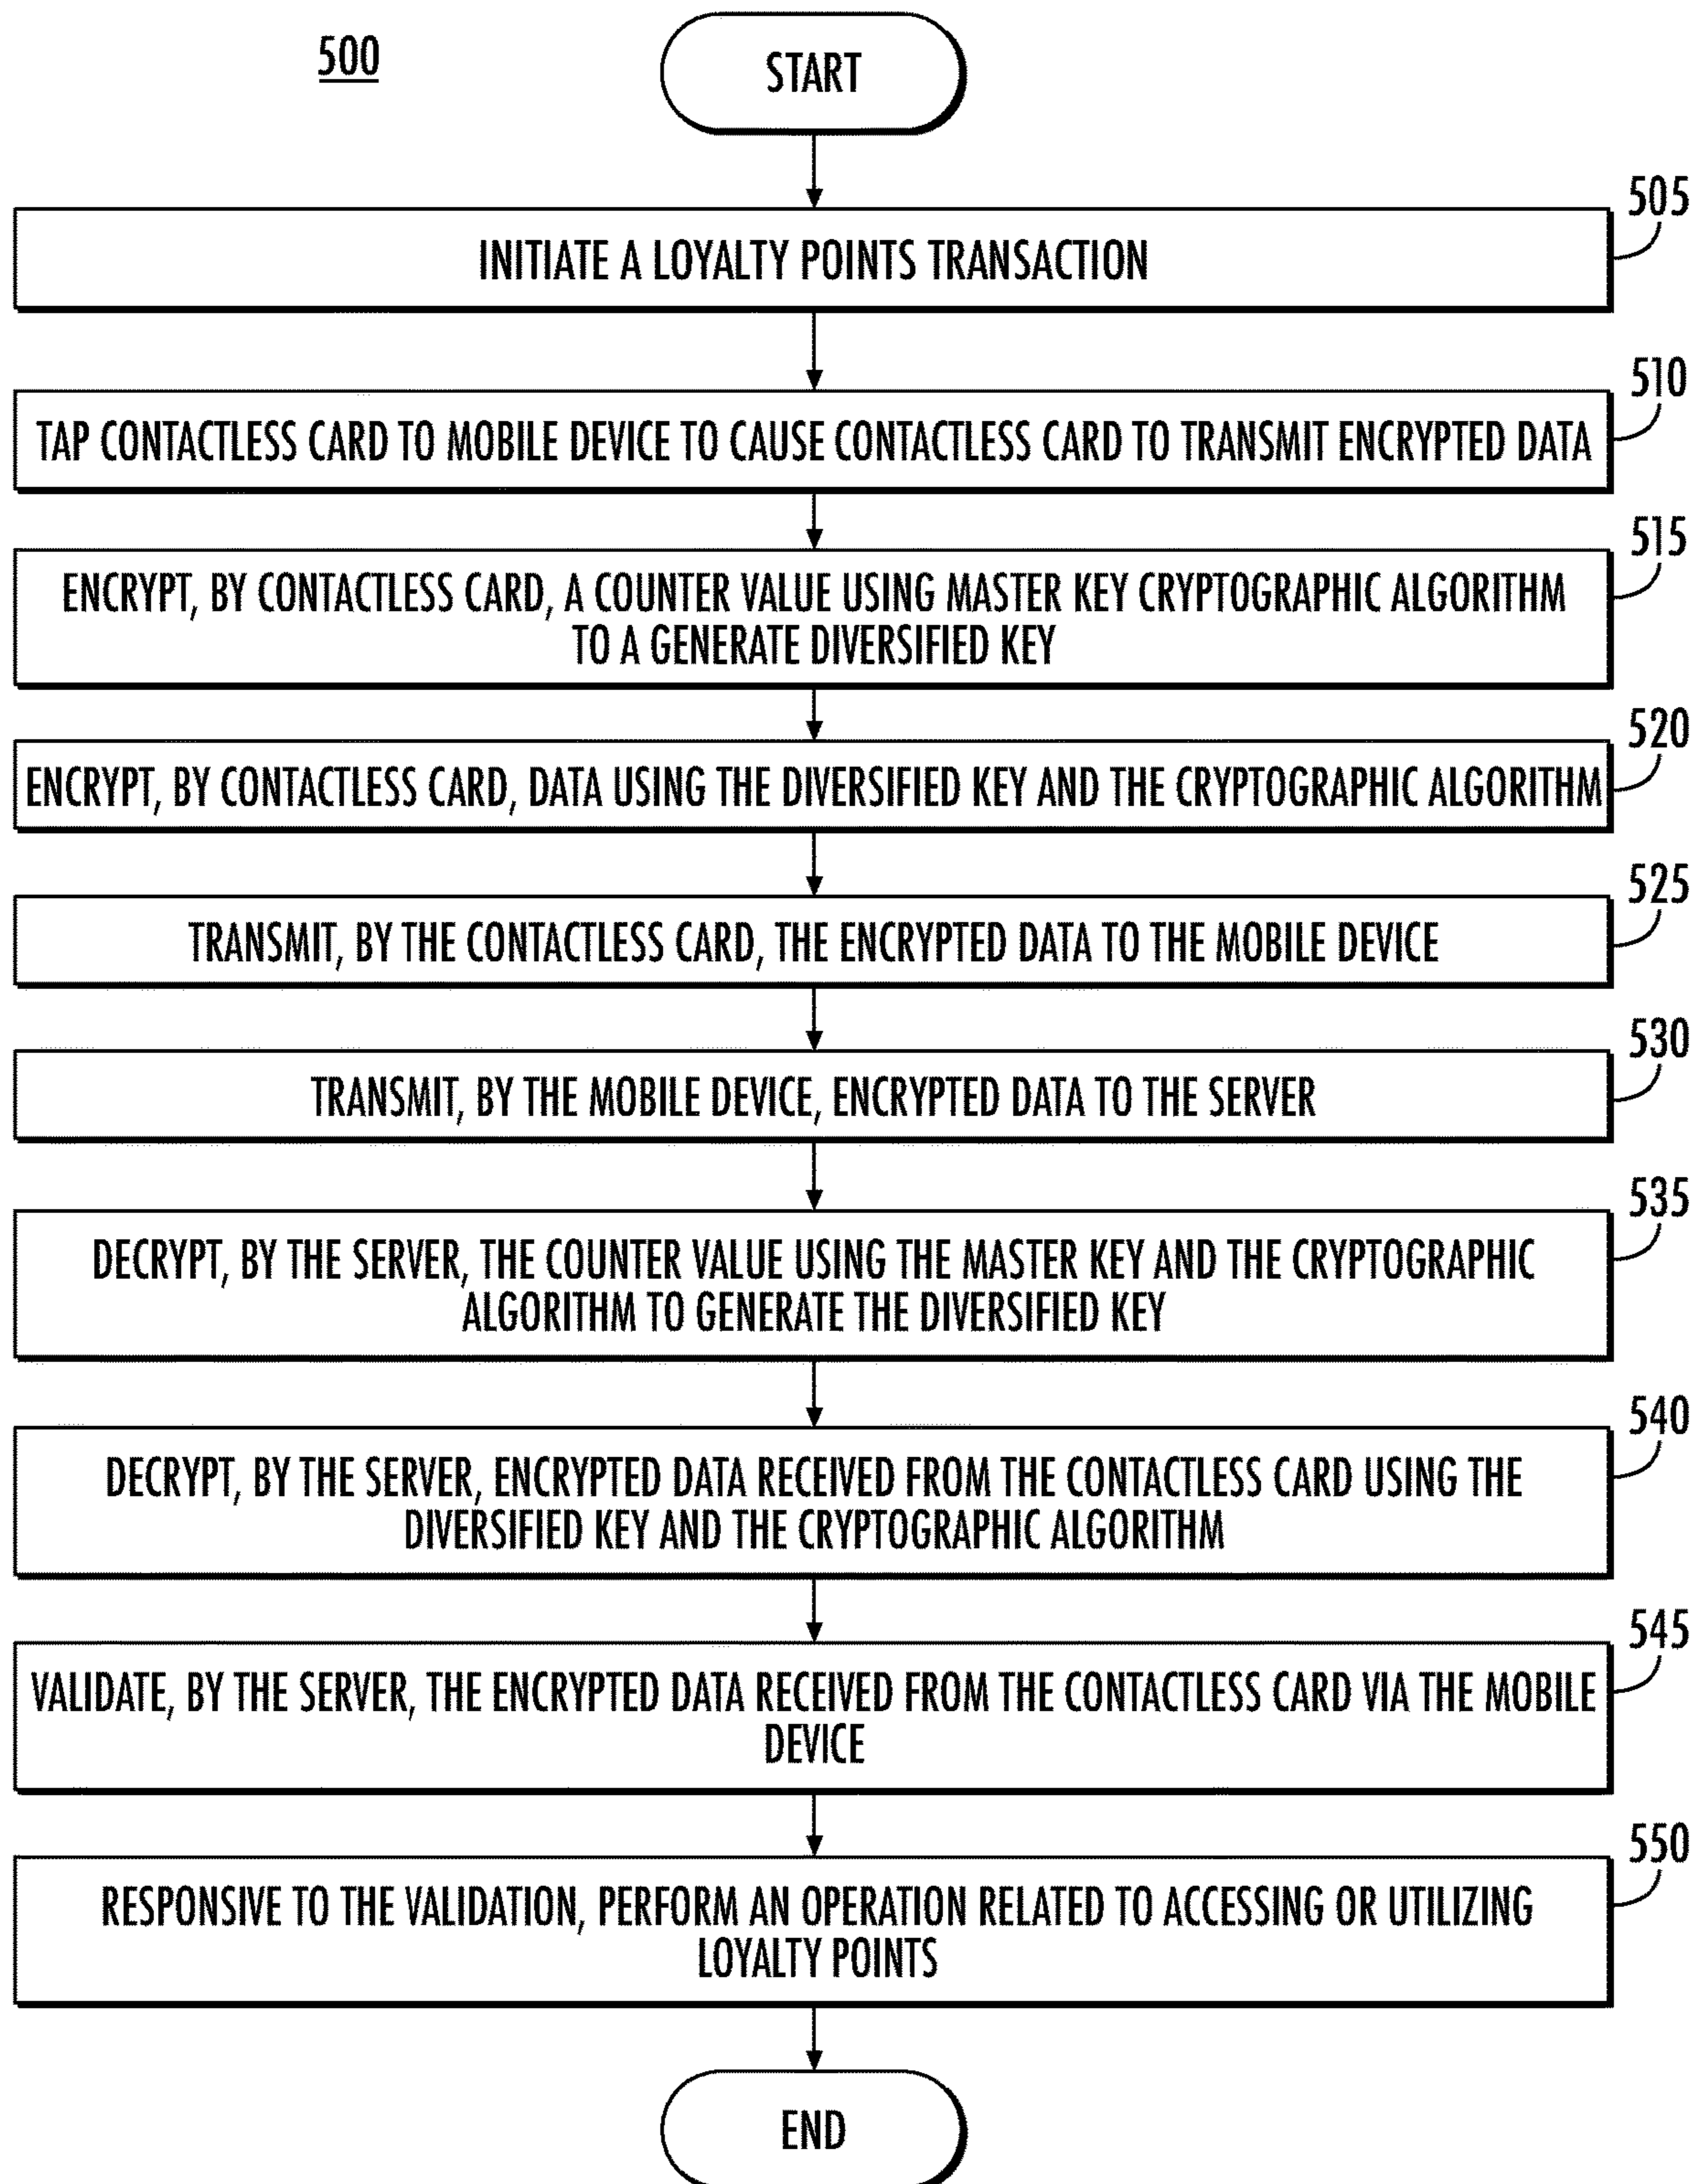 500
START
505
INITIATE A LOYALTY POINTS TRANSACTION
510
TAP CONTACTLESS CARD TO MOBILE DEVICE TO CAUSE CONTACTLESS CARD TO TRANSMIT ENCRYPTED DATA
515
ENCRYPT, BY CONTACTLESS CARD, A COUNTER VALUE USING MASTER KEY CRYPTOGRAPHIC ALGORITHM
TO A GENERATE DIVERSIFIED KEY
520
ENCRYPT, BY CONTACTLESS CARD, DATA USING THE DIVERSIFIED KEY AND THE CRYPTOGRAPHIC ALGORITHM
525
TRANSMIT, BY THE CONTACTLESS CARD, THE ENCRYPTED DATA TO THE MOBILE DEVICE
530
TRANSMIT, BY THE MOBILE DEVICE, ENCRYPTED DATA TO THE SERVER
535
DECRYPT, BY THE SERVER, THE COUNTER VALUE USING THE MASTER KEY AND THE CRYPTOGRAPHIC
ALGORITHM TO GENERATE THE DIVERSIFIED KEY
540
DECRYPT, BY THE SERVER, ENCRYPTED DATA RECEIVED FROM THE CONTACTLESS CARD USING THE
DIVERSIFIED KEY AND THE CRYPTOGRAPHIC ALGORITHM
545
VALIDATE, BY THE SERVER, THE ENCRYPTED DATA RECEIVED FROM THE CONTACTLESS CARD VIA THE MOBILE
DEVICE
550
RESPONSIVE TO THE VALIDATION, PERFORM AN OPERATION RELATED TO ACCESSING OR UTILIZING
LOYALTY POINTS
END